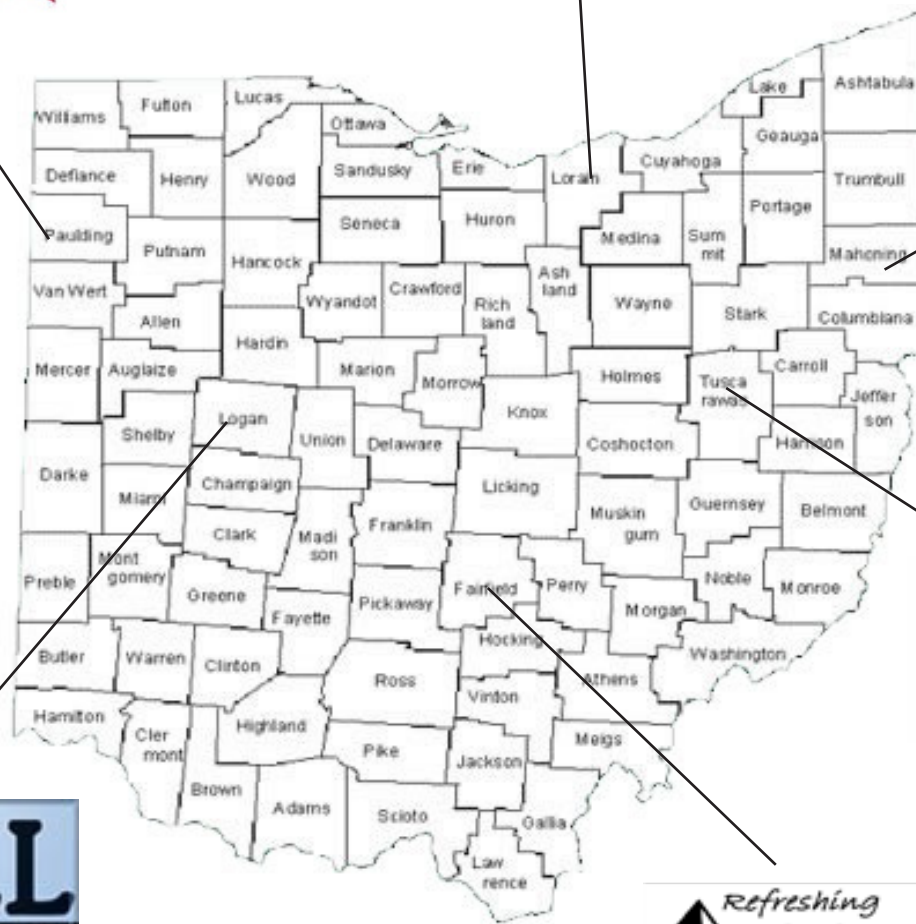 Williams
Fulton
Lucas
Ottawa
Lake
Ashtabula
Geauga
Defiance
Henry
Wood
Sandusky
Erie
Lorain
Cuyahoga
Trumbull
Paulding
Putnam
Hancock
Seneca
Huron
Medina
Sum
mit
Portage
Mahoning
Van Wert
Allen
Wyandot
Crawford
Rich
land
Ash
land
Wayne
Stark
Columbiana
Mercer
Auglaize
Hardin
Marion
Morrow
Holmes
Tusca
rawas
Carroll
Jeffer
son
Shelby
Logan
Union
Delaware
Knox
Coshocton
Harrison
Darke
Miami
Champaign
Licking
Muskin
gum
Guernsey
Belmont
Clark
Madi
son
Franklin
Preble
Mont
gomery
Greene
Fayette
Pickaway
Fairfield
Perry
Morgan
Noble
Monroe
Butler
Warren
Clinton
Ross
Hocking
Athens
Washington
Vinton
Hamilton
Cler
mont
Highland
Pike
Jackson
Meigs
Brown
Adams
Scioto
Gallia
Law
rence
L
Refreshing